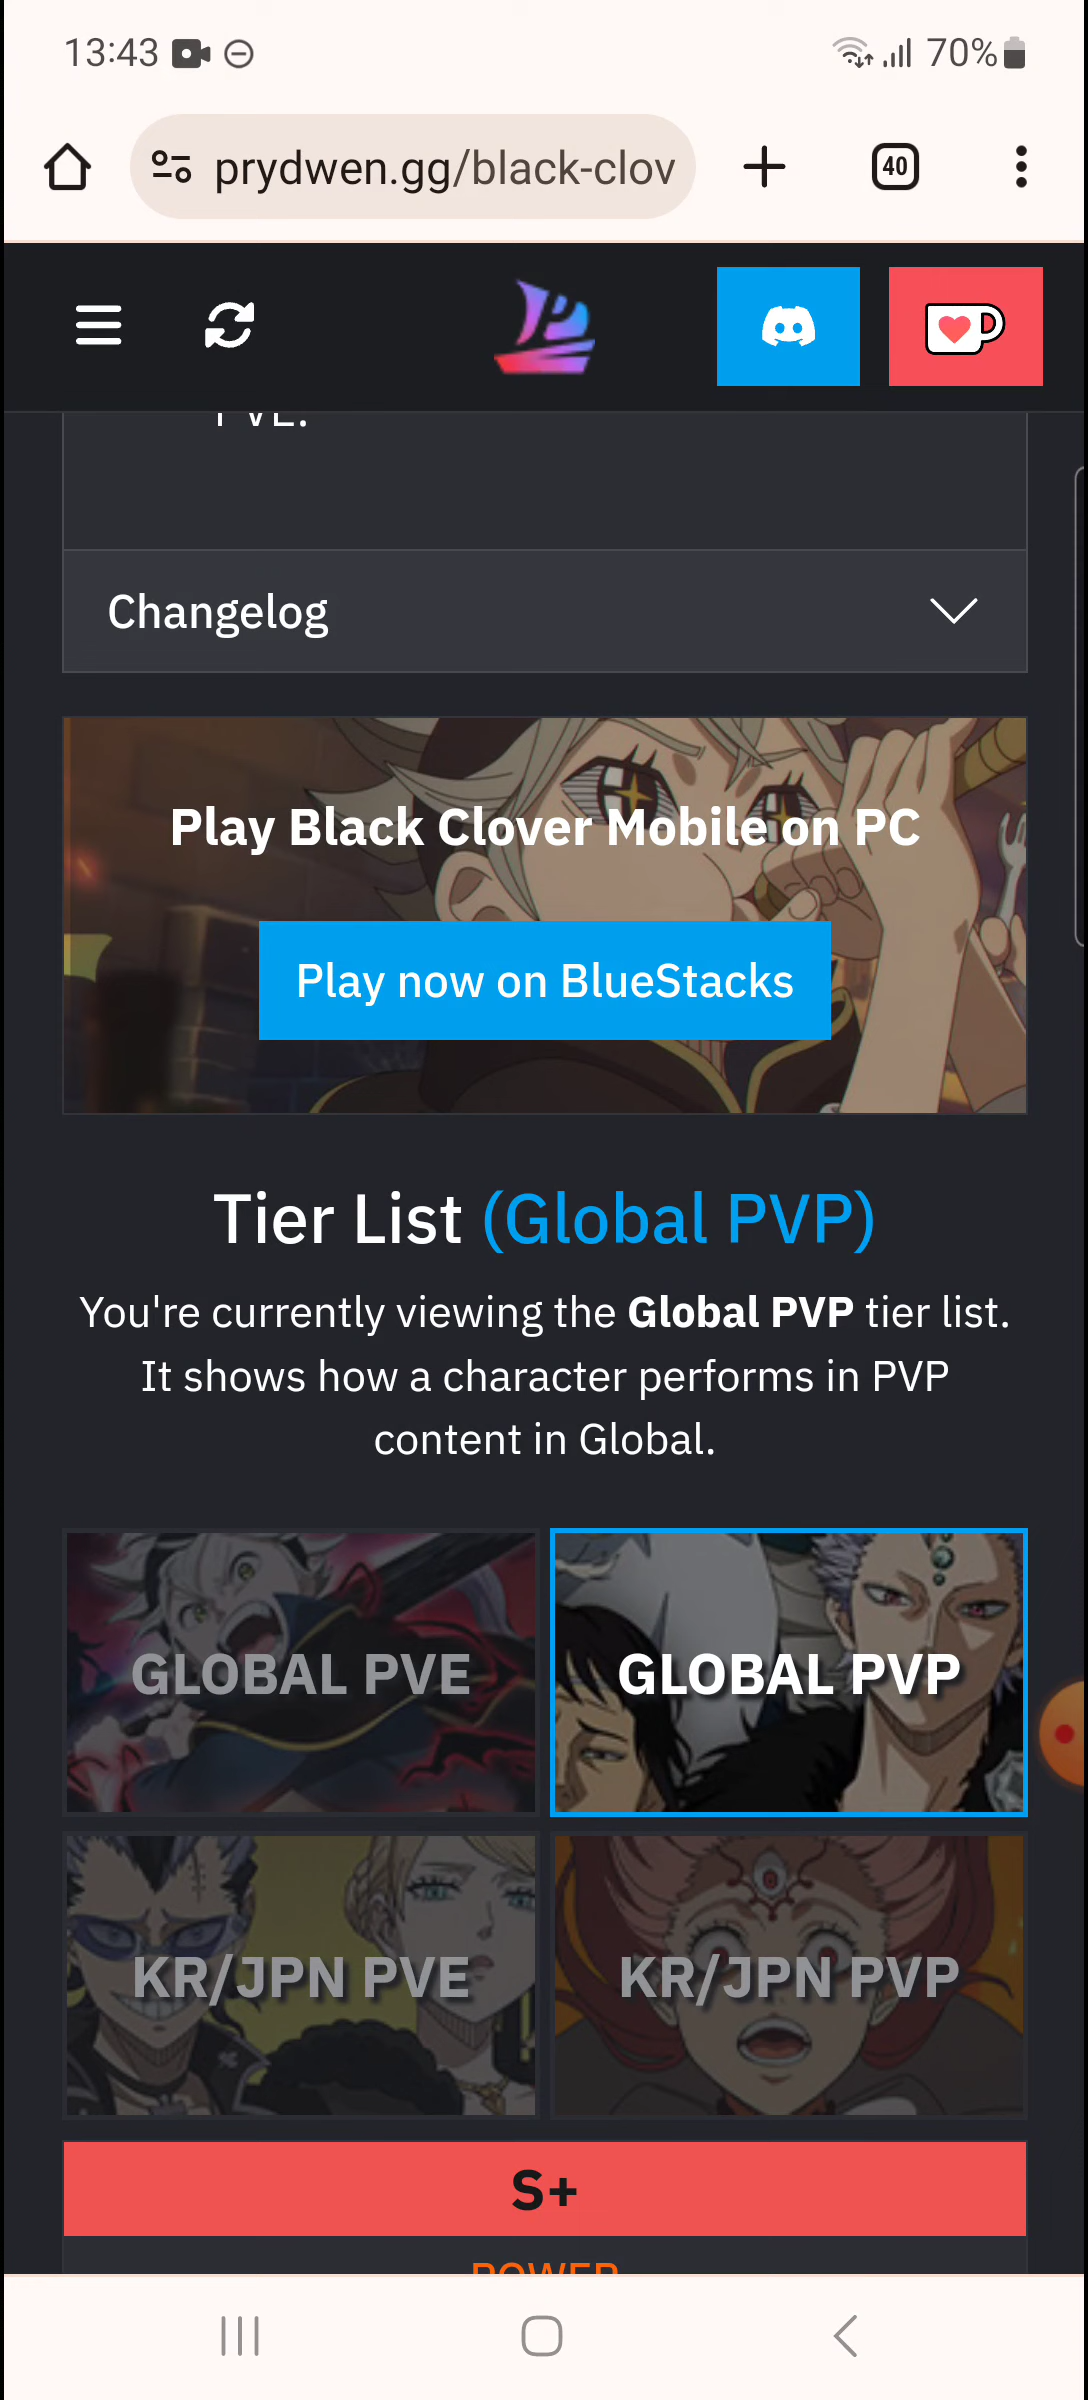 13:43
70%
prydwen.gg/black-clov
40
PVE.
Changelog
Play Black Clover Mobile on PC
Play now on BlueStacks
Tier List (Global PVP)
You're currently viewing the Global PVP tier list.
It shows how a character performs in PVP
content in Global.
GLOBAL PVE
GLOBAL PVP
KR/JPN PVE
KR/JPN PVP
S+
POWER